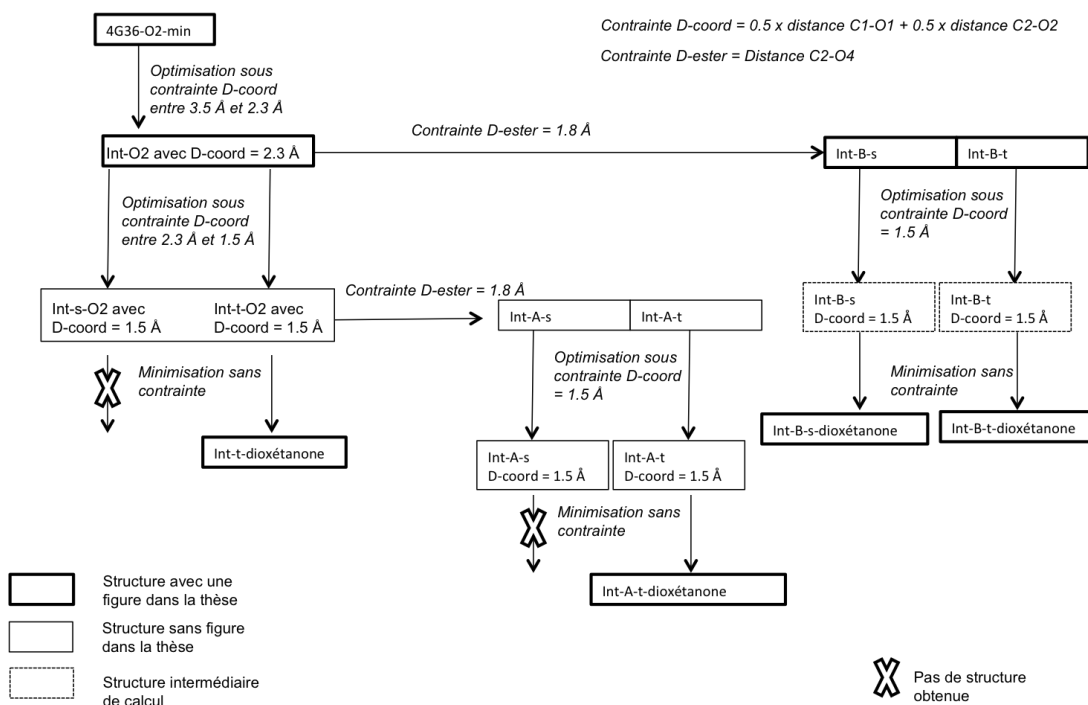 4G36-O2-min
Contrainte D-coord = 0.5 x distance C1-O1 + 0.5 x distance C2-O2
Contrainte D-ester = Distance C2-O4
Optimisation sous
contrainte D-coord
entre 3.5 Å et 2.3 Å
Contrainte D-ester = 1.8 Å
Int-O2 avec D-coord = 2.3 Å
Int-B-s
Int-B-t
Optimisation sous
contrainte D-coord
entre 2.3 Å et 1.5 Å
Optimisation sous
contrainte D-coord
= 1.5 Å
Int-s-O2 avec
D-coord = 1.5 Å
Int-t-O2 avec
D-coord = 1.5 Å
Contrainte D-ester = 1.8 Å
Int-A-s
Int-A-t
Int-B-s
D-coord = 1.5 Å
Int-B-t
D-coord = 1.5 Å
Minimisation sans
contrainte
Optimisation sous
contrainte D-coord
= 1.5 Å
Minimisation sans
contrainte
Int-t-dioxétanone
Int-B-s-dioxétanone
Int-B-t-dioxétanone
Int-A-s
D-coord = 1.5 Å
Int-A-t
D-coord = 1.5 Å
Minimisation sans
contrainte
Int-A-t-dioxétanone
Structure avec une
figure dans la thèse
Structure sans figure
dans la thèse
Structure intermédiaire
de calcul
Pas de structure
obtenue